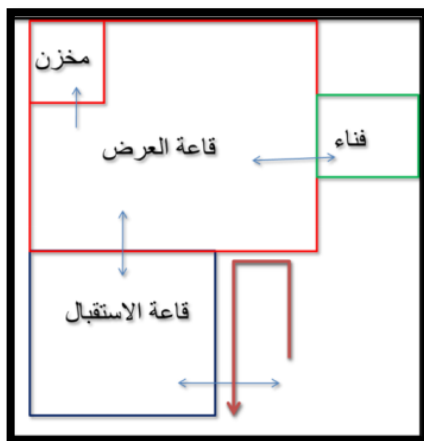 مخزن
فناء
قاعة العرض
قاعة الاستقبال